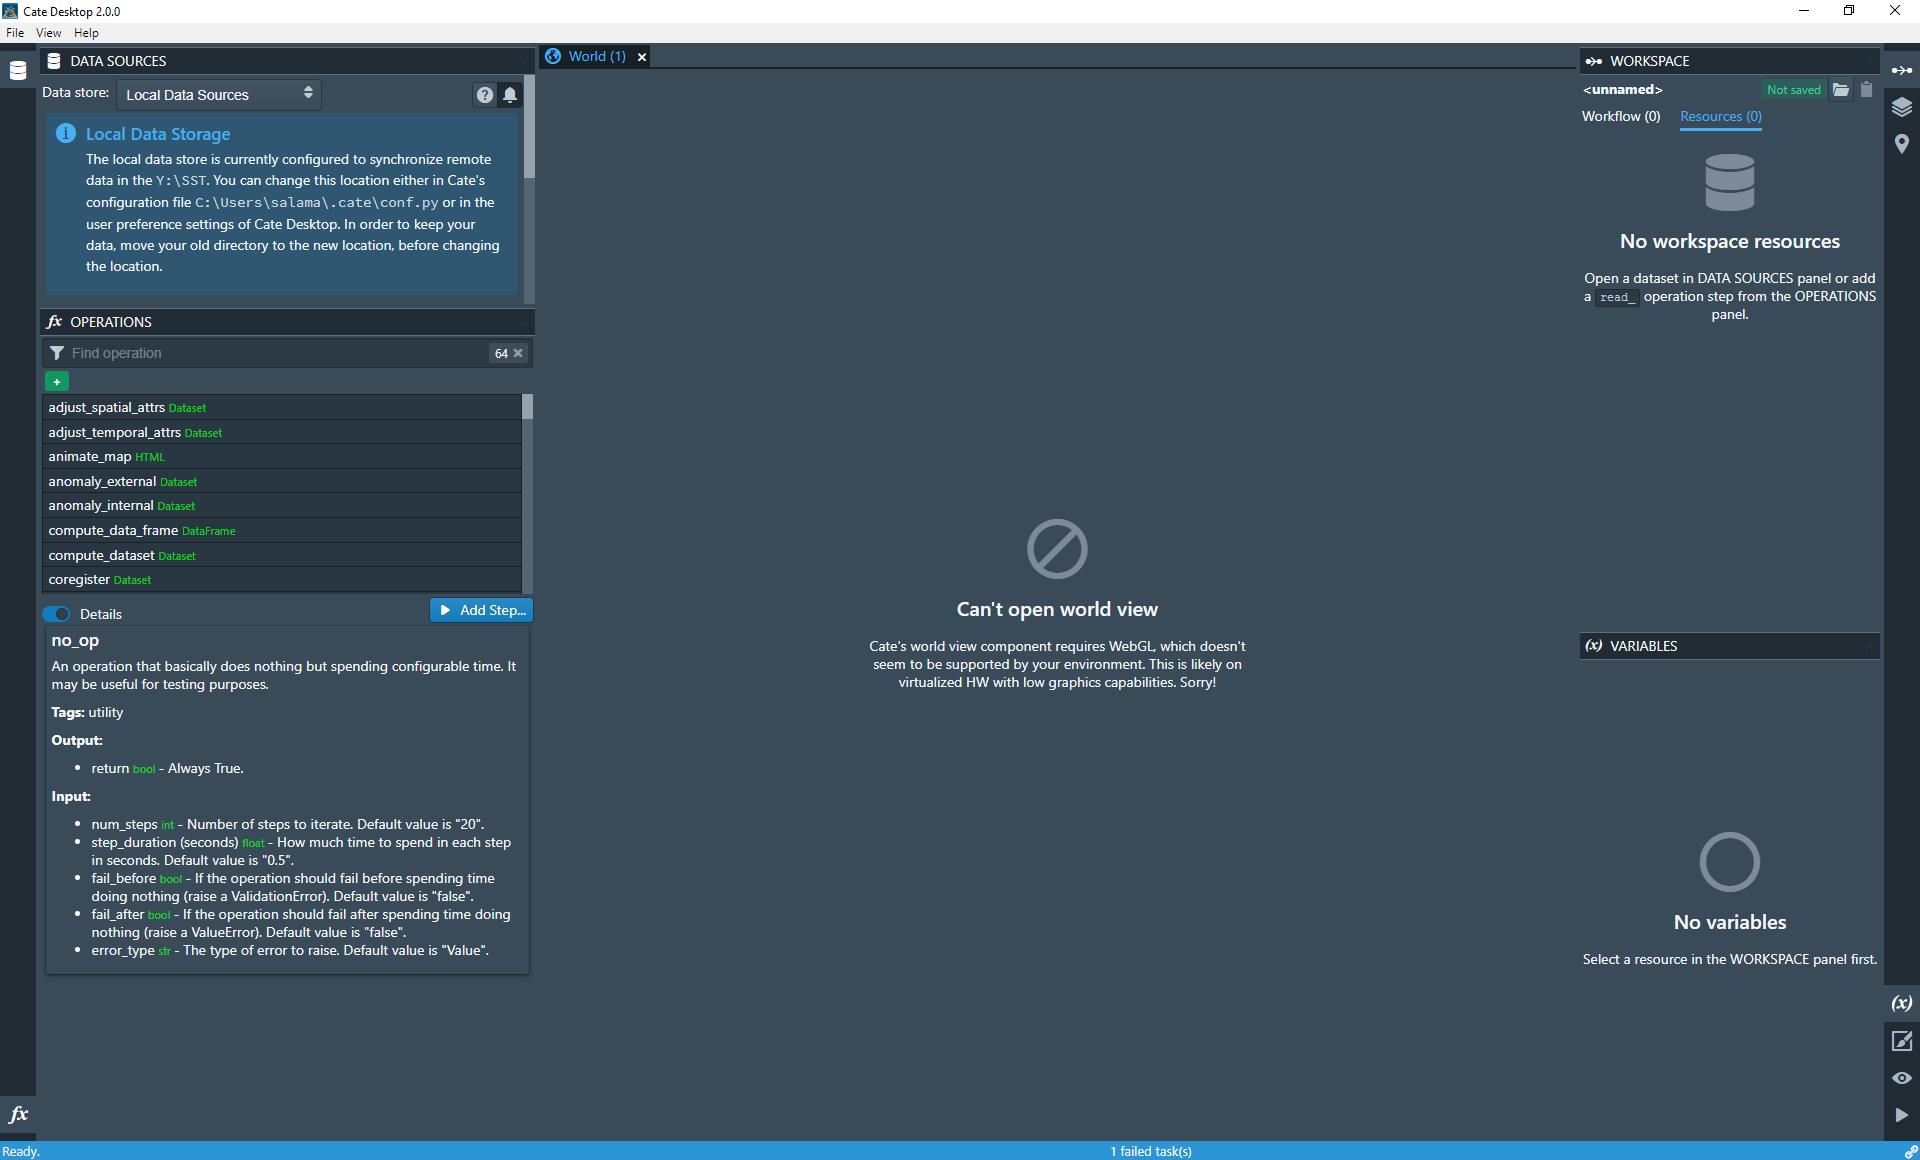 Cate Desktop 2.0.0
File View Help
DATA SOURCES
Data store: Local Data Sources
Local Data Storage
The local data store is currently configured to synchronize remote
data in the Y:\SST. You can change this location either in Cate's
configuration file C:\Users\salama\.cate\conf.py or in the
user preference settings of Cate Desktop. In order to keep your
data, move your old directory to the new location, before changing
the location.
fx OPERATIONS
Find operation 64
+
adjust_spatial_attrs Dataset
adjust_temporal_attrs Dataset
animate_map HTML
anomaly_external Dataset
anomaly_internal Dataset
compute_data_frame DataFrame
compute_dataset Dataset
coregister Dataset
Details Add Step...
no_op
An operation that basically does nothing but spending configurable time. It
may be useful for testing purposes.
Tags: utility
Output:
• return bool - Always True.
Input:
• num_steps int - Number of steps to iterate. Default value is "20".
• step_duration (seconds) float - How much time to spend in each step
in seconds. Default value is "0.5".
• fail_before bool - If the operation should fail before spending time
doing nothing (raise a ValidationError). Default value is "false".
• fail_after bool - If the operation should fail after spending time doing
nothing (raise a ValueError). Default value is "false".
• error_type str - The type of error to raise. Default value is "Value".
fx
World (1)
Can't open world view
Cate's world view component requires WebGL, which doesn't
seem to be supported by your environment. This is likely on
virtualized HW with low graphics capabilities. Sorry!
WORKSPACE
<unnamed> Not saved
Workflow (0) Resources (0)
No workspace resources
Open a dataset in DATA SOURCES panel or add
a read_ operation step from the OPERATIONS
panel.
(x) VARIABLES
No variables
Select a resource in the WORKSPACE panel first.
(x)
Ready. 1 failed task(s)